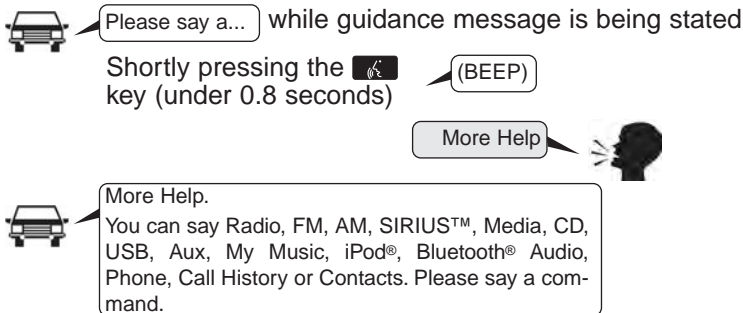 Please say a... while guidance message is being stated
Shortly pressing the
key (under 0.8 seconds) (BEEP)
More Help
More Help.
You can say Radio, FM, AM, SIRIUS™, Media, CD,
USB, Aux, My Music, iPod®, Bluetooth® Audio,
Phone, Call History or Contacts. Please say a com-
mand.